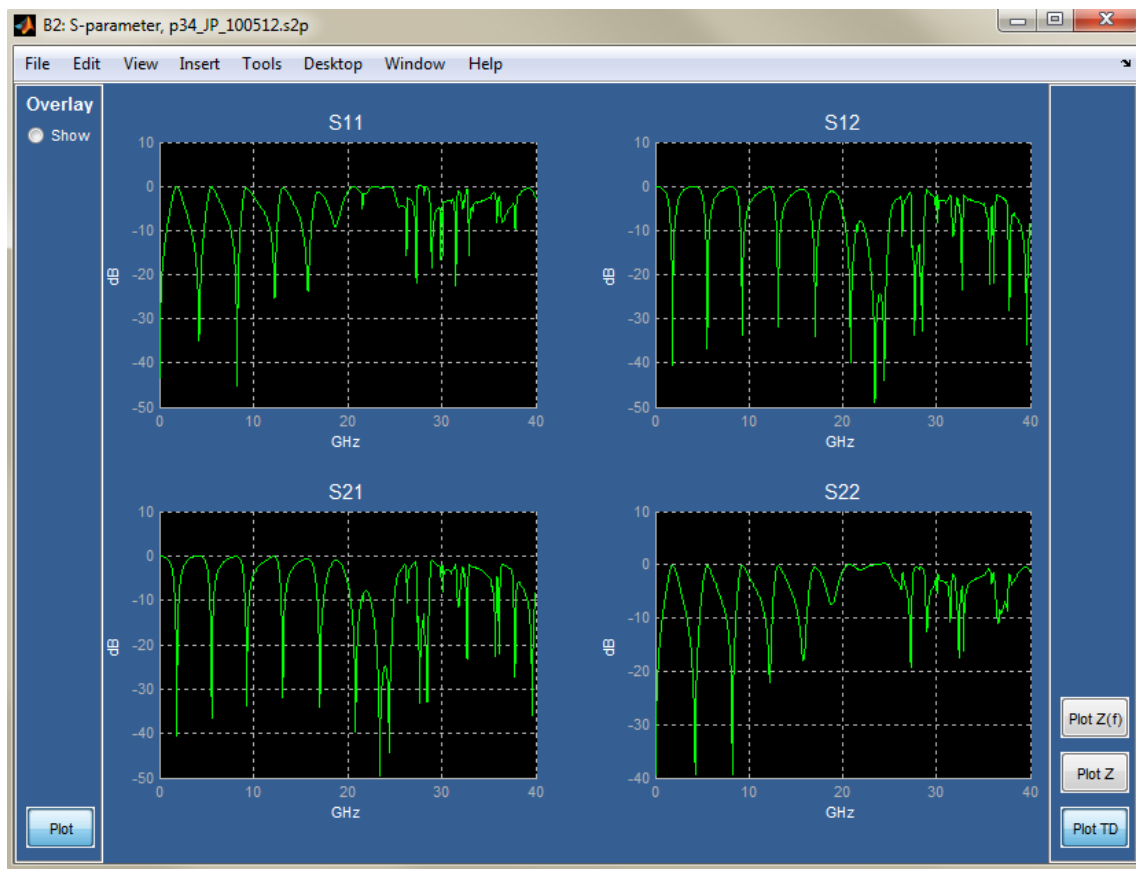 B2: S-parameter, p34_JP_100512.s2p
File Edit View Insert Tools Desktop Window Help
Overlay
Show
S11
10
0
-10
-20
-30
-40
-50
dB
0 10 20 30 40
GHz
S12
10
0
-10
-20
-30
-40
-50
dB
0 10 20 30 40
GHz
S21
10
0
-10
-20
-30
-40
-50
dB
0 10 20 30 40
GHz
S22
10
0
-10
-20
-30
-40
dB
0 10 20 30 40
GHz
Plot
Plot Z(f)
Plot Z
Plot TD